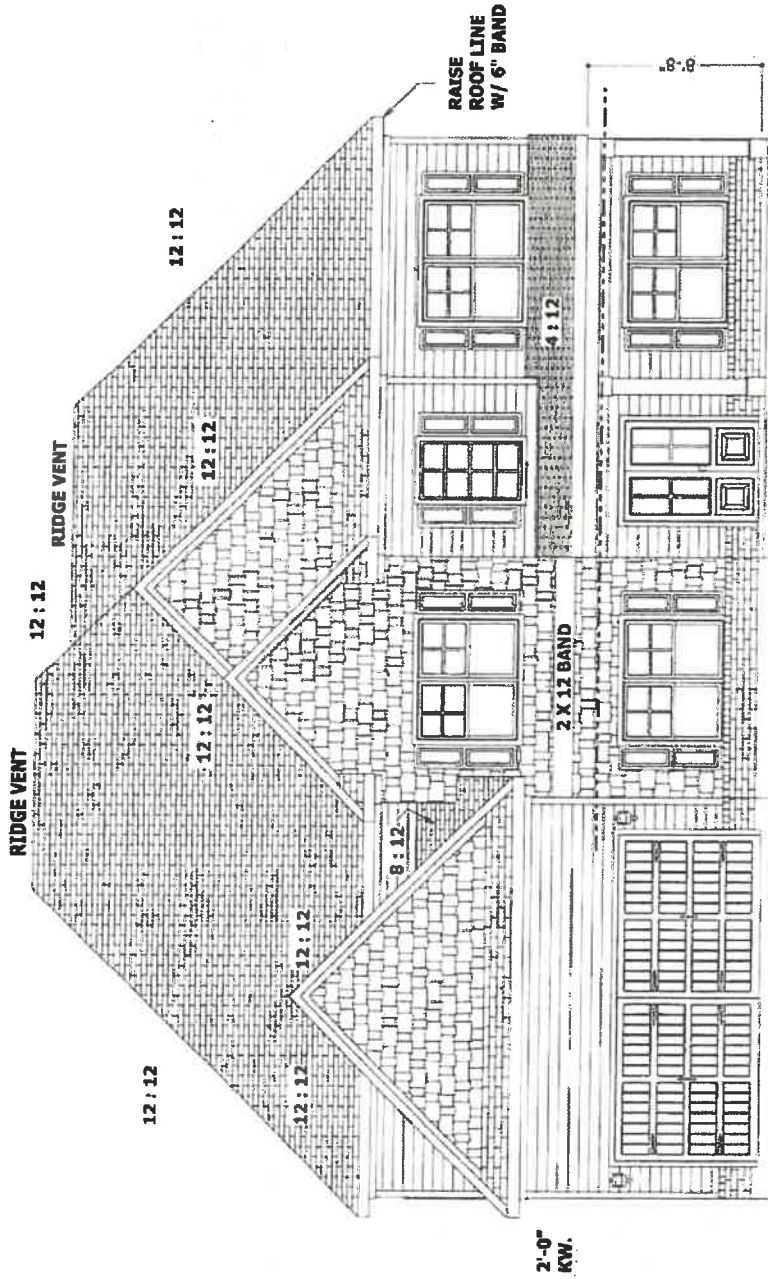 RIDGE VENT
12 : 12
RIDGE VENT
12 : 12
12 : 12
12 : 12
12 : 12
12 : 12
12 : 12
8 : 12
4 : 12
RAISE
ROOF LINE
W/ 6" BAND
2 X 12 BAND
8'-8"
2'-0"
KW.